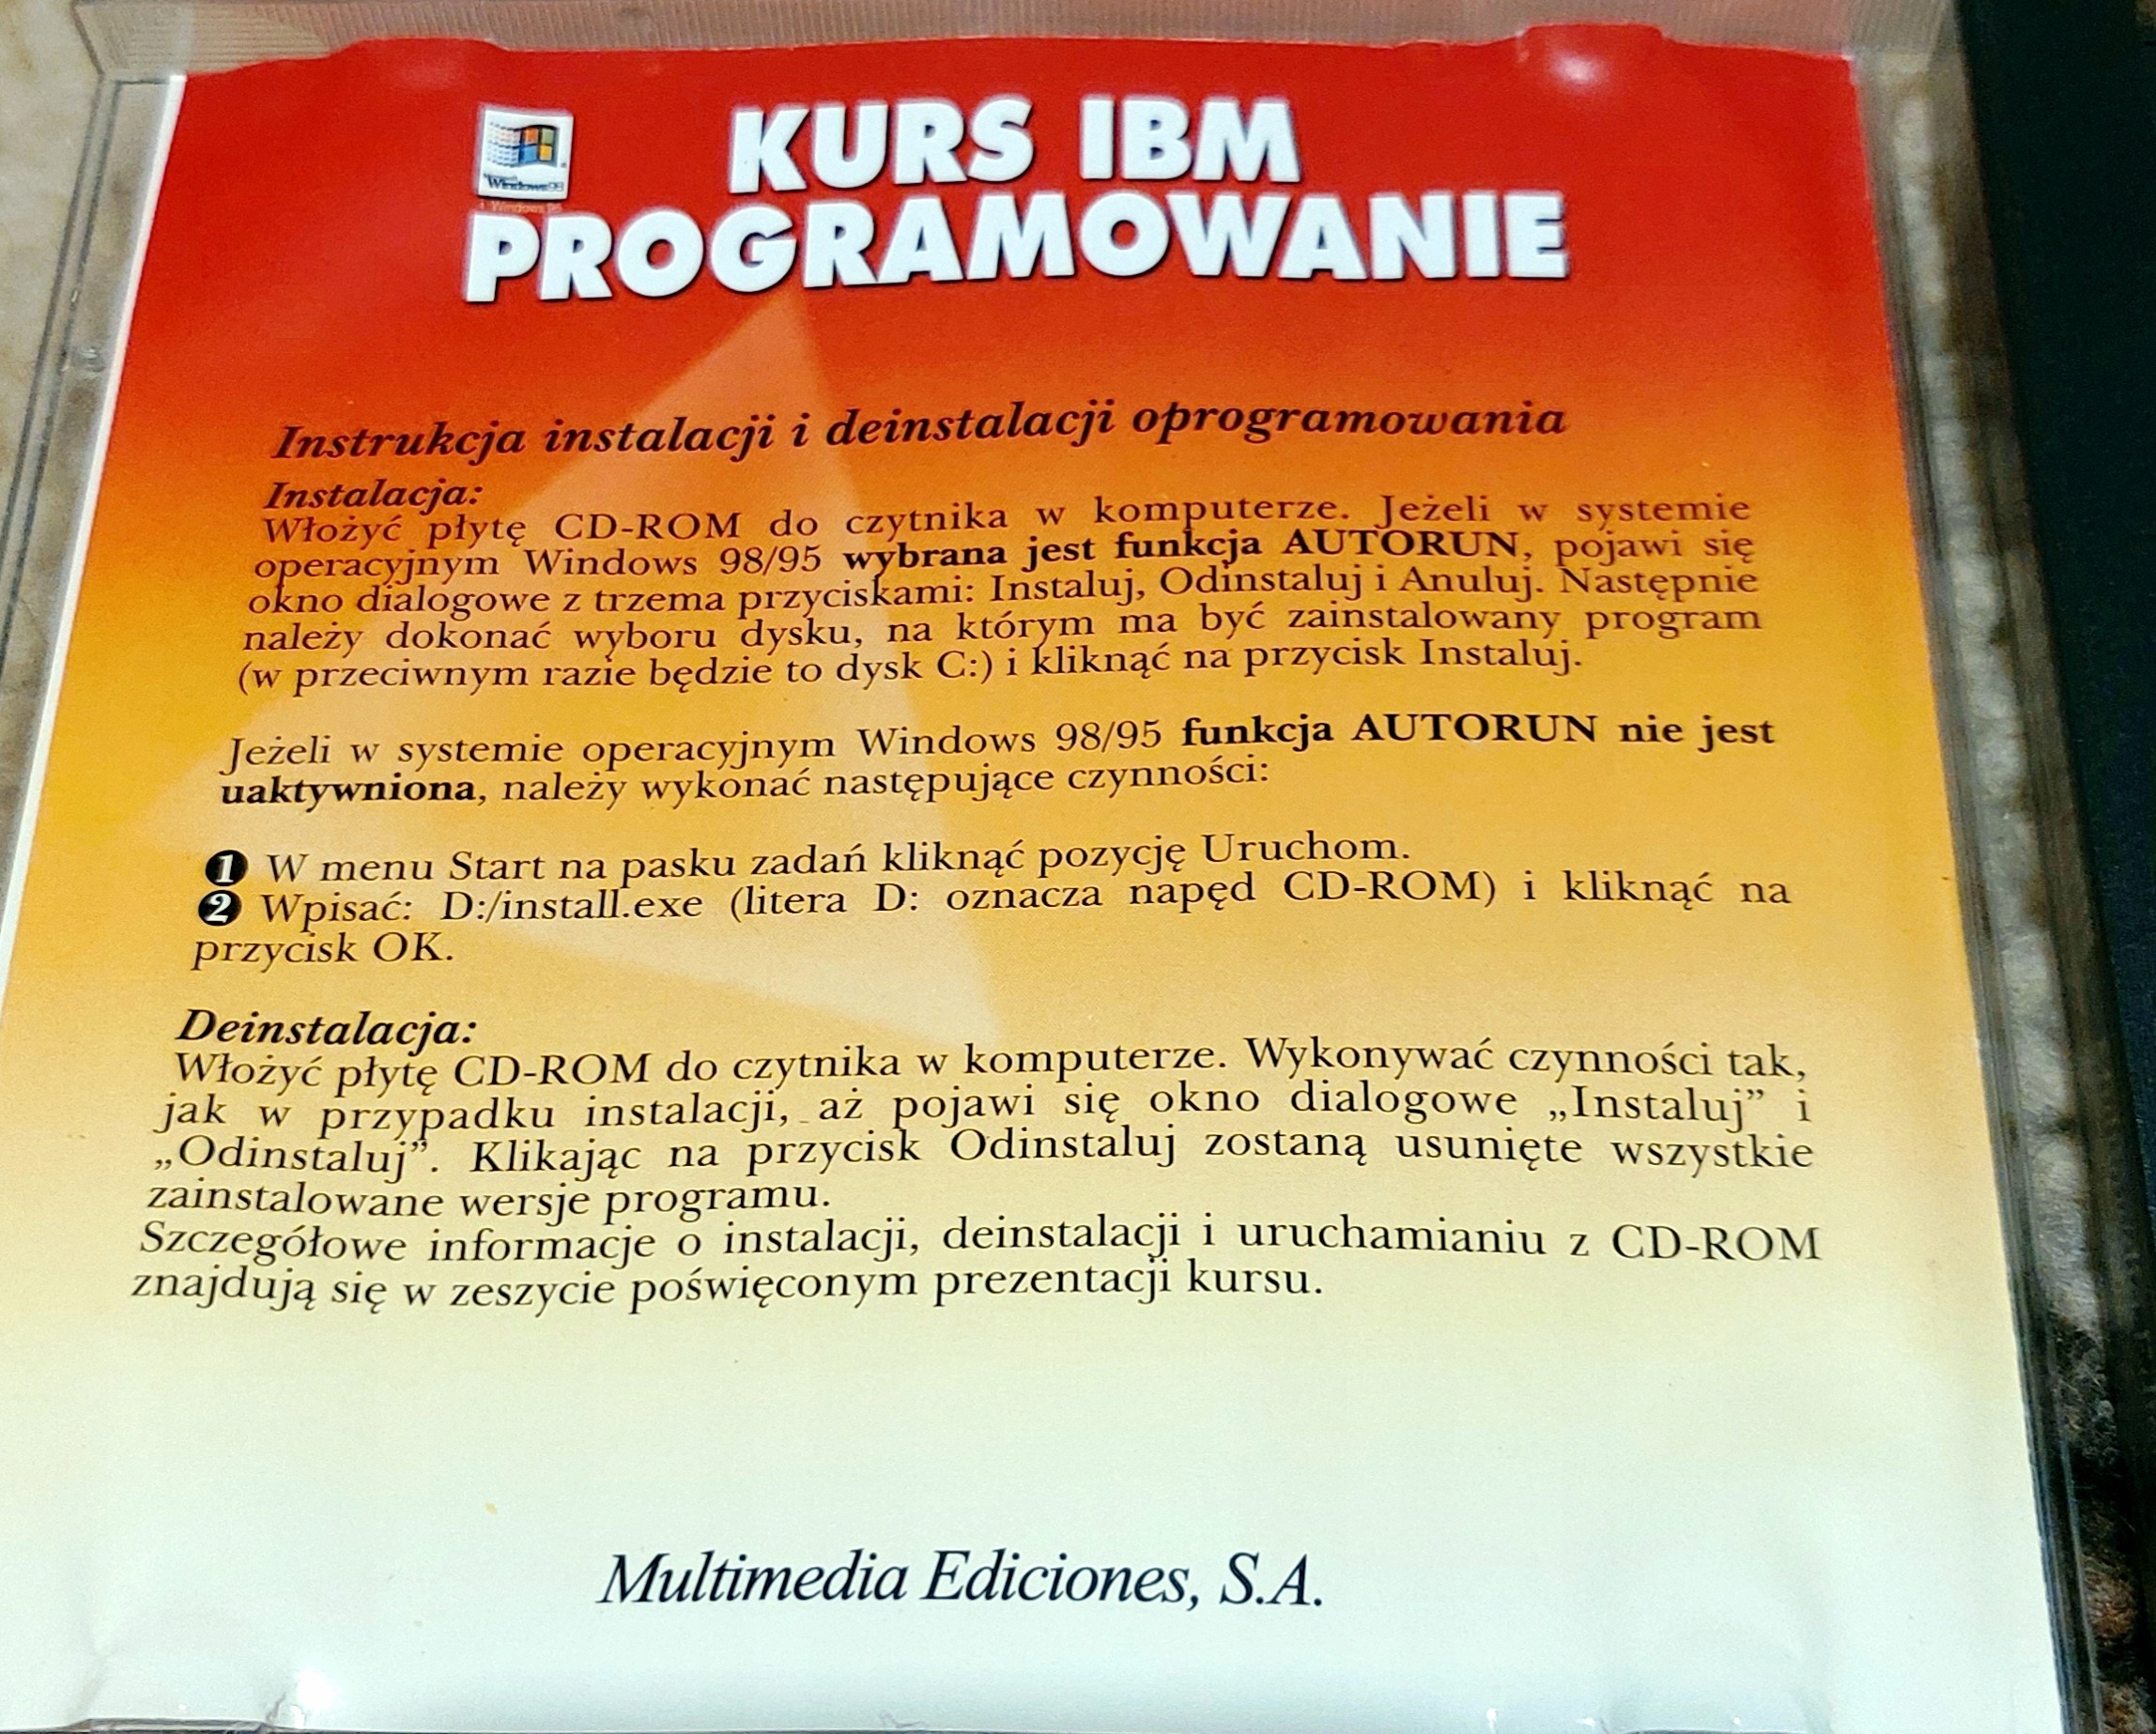 Microsoft
Windows98
KURS IBM
PROGRAMOWANIE
Instrukcja instalacji i deinstalacji oprogramowania
Instalacja:
Włożyć płytę CD-ROM do czytnika w komputerze. Jeżeli w systemie
operacyjnym Windows 98/95 wybrana jest funkcja AUTORUN, pojawi się
okno dialogowe z trzema przyciskami: Instaluj, Odinstaluj i Anuluj. Następnie
należy dokonać wyboru dysku, na którym ma być zainstalowany program
(w przeciwnym razie będzie to dysk C:) i kliknąć na przycisk Instaluj.
Jeżeli w systemie operacyjnym Windows 98/95 funkcja AUTORUN nie jest
uaktywniona, należy wykonać następujące czynności:
1 W menu Start na pasku zadań kliknąć pozycję Uruchom.
2 Wpisać: D:/install.exe (litera D: oznacza napęd CD-ROM) i kliknąć na
przycisk OK.
Deinstalacja:
Włożyć płytę CD-ROM do czytnika w komputerze. Wykonywać czynności tak,
jak w przypadku instalacji, aż pojawi się okno dialogowe „Instaluj” i
„Odinstaluj”. Klikając na przycisk Odinstaluj zostaną usunięte wszystkie
zainstalowane wersje programu.
Szczegółowe informacje o instalacji, deinstalacji i uruchamianiu z CD-ROM
znajdują się w zeszycie poświęconym prezentacji kursu.
Multimedia Ediciones, S.A.